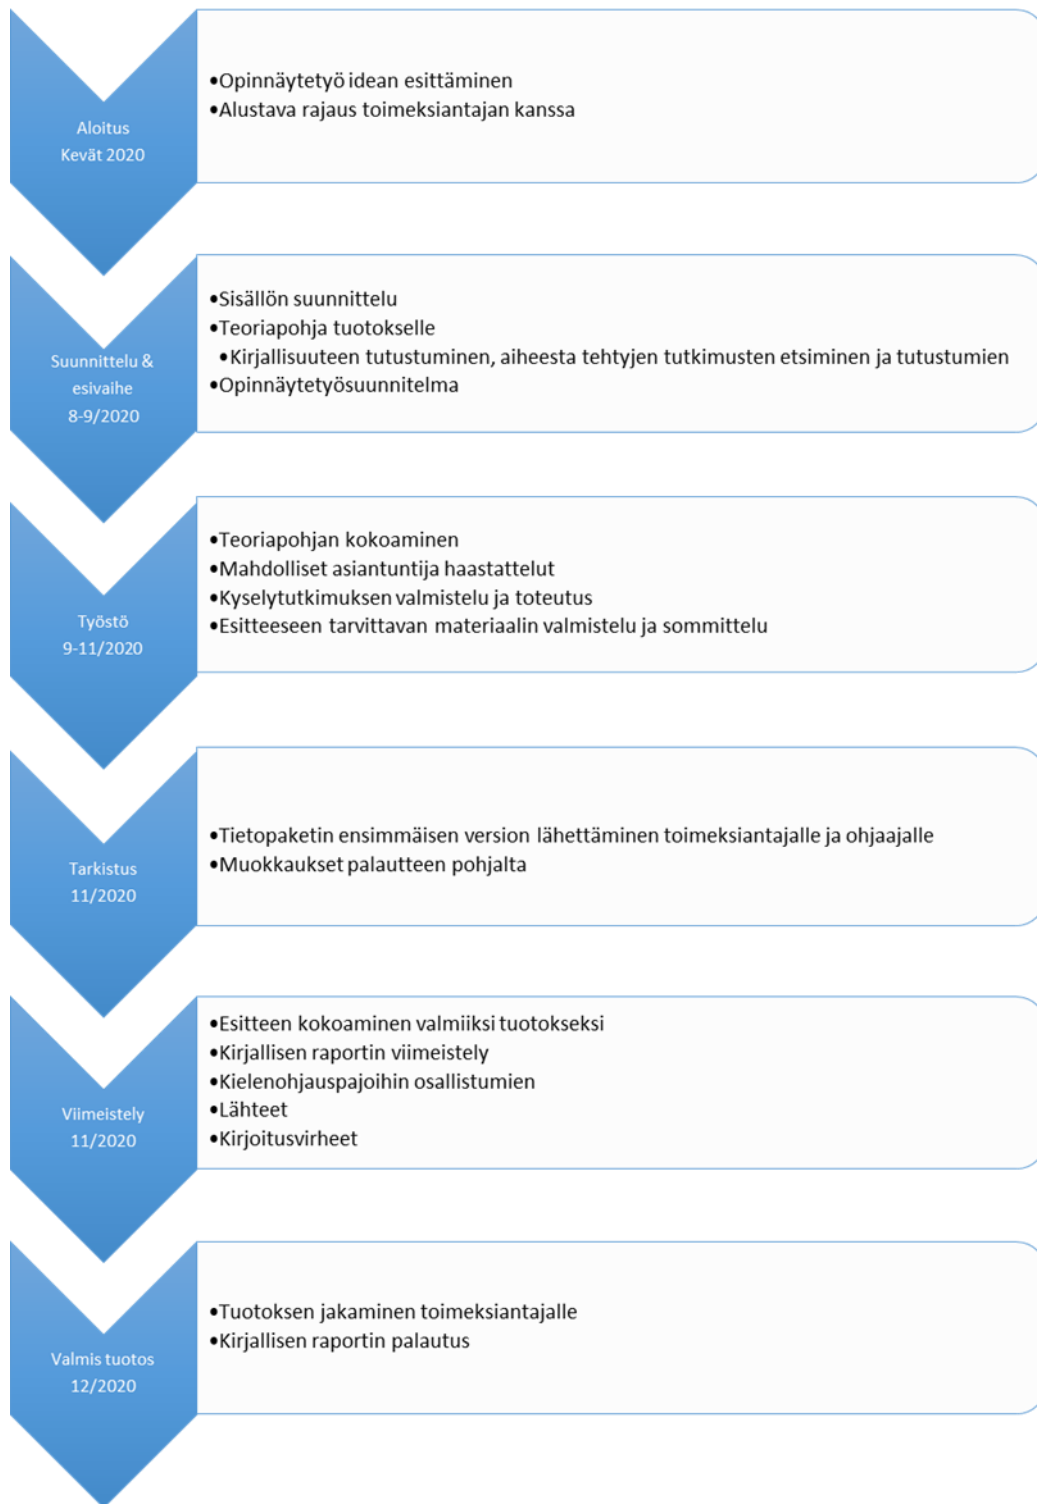 Aloitus
Kevät 2020
•Opinnäytetyö idean esittäminen
•Alustava rajaus toimeksiantajan kanssa
Suunnittelu &
esivaihe
8-9/2020
•Sisällön suunnittelu
•Teoriapohja tuotokselle
•Kirjallisuuteen tutustuminen, aiheesta tehtyjen tutkimusten etsiminen ja tutustumien
•Opinnäytetyösuunnitelma
Työstö
9-11/2020
•Teoriapohjan kokoaminen
•Mahdolliset asiantuntija haastattelut
•Kyselytutkimuksen valmistelu ja toteutus
•Esitteeseen tarvittavan materiaalin valmistelu ja sommittelu
Tarkistus
11/2020
•Tietopaketin ensimmäisen version lähettäminen toimeksiantajalle ja ohjaajalle
•Muokkaukset palautteen pohjalta
Viimeistely
11/2020
•Esitteen kokoaminen valmiiksi tuotokseksi
•Kirjallisen raportin viimeistely
•Kielenohjauspajoihin osallistumien
•Lähteet
•Kirjoitusvirheet
Valmis tuotos
12/2020
•Tuotoksen jakaminen toimeksiantajalle
•Kirjallisen raportin palautus